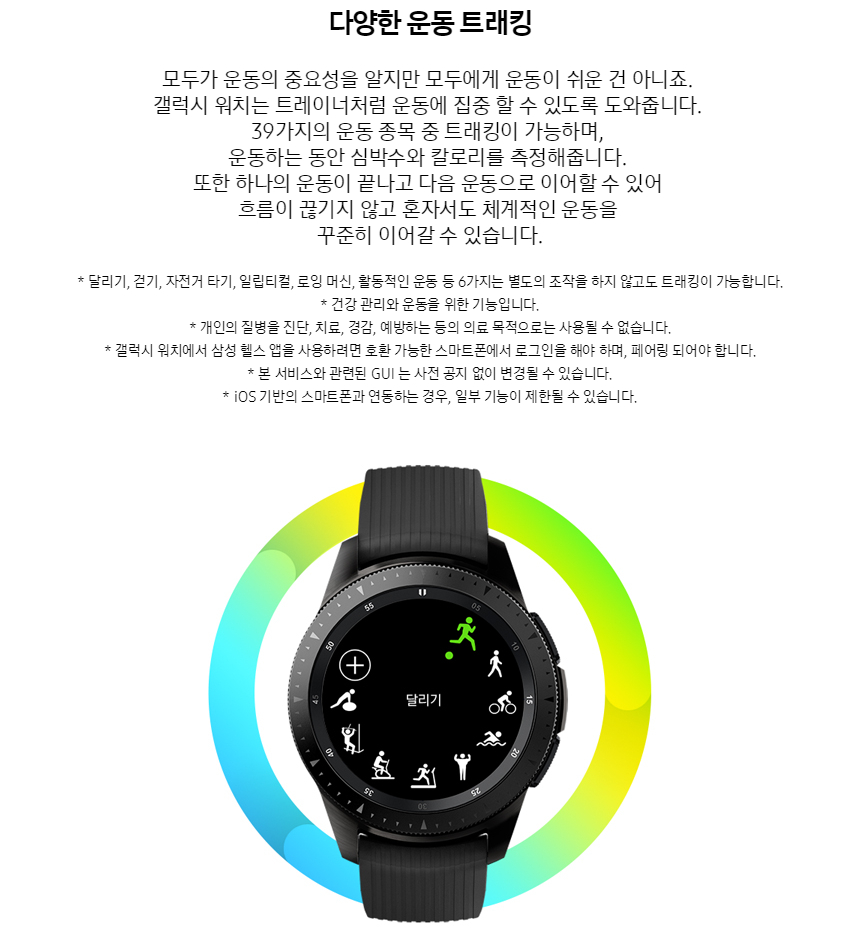 다양한 운동 트래킹
모두가 운동의 중요성을 알지만 모두에게 운동이 쉬운 건 아니죠.
갤럭시 워치는 트레이너처럼 운동에 집중 할 수 있도록 도와줍니다.
39가지의 운동 종목 중 트래킹이 가능하며,
운동하는 동안 심박수와 칼로리를 측정해줍니다.
또한 하나의 운동이 끝나고 다음 운동으로 이어할 수 있어
흐름이 끊기지 않고 혼자서도 체계적인 운동을
꾸준히 이어갈 수 있습니다.
* 달리기, 걷기, 자전거 타기, 일립티컬, 로잉 머신, 활동적인 운동 등 6가지는 별도의 조작을 하지 않고도 트래킹이 가능합니다.
* 건강 관리와 운동을 위한 기능입니다.
* 개인의 질병을 진단, 치료, 경감, 예방하는 등의 의료 목적으로는 사용될 수 없습니다.
* 갤럭시 워치에서 삼성 헬스 앱을 사용하려면 호환 가능한 스마트폰에서 로그인을 해야 하며, 페어링 되어야 합니다.
* 본 서비스와 관련된 GUI 는 사전 공지 없이 변경될 수 있습니다.
* iOS 기반의 스마트폰과 연동하는 경우, 일부 기능이 제한될 수 있습니다.
55
05
50
10
45
달리기
15
40
20
35
30
25